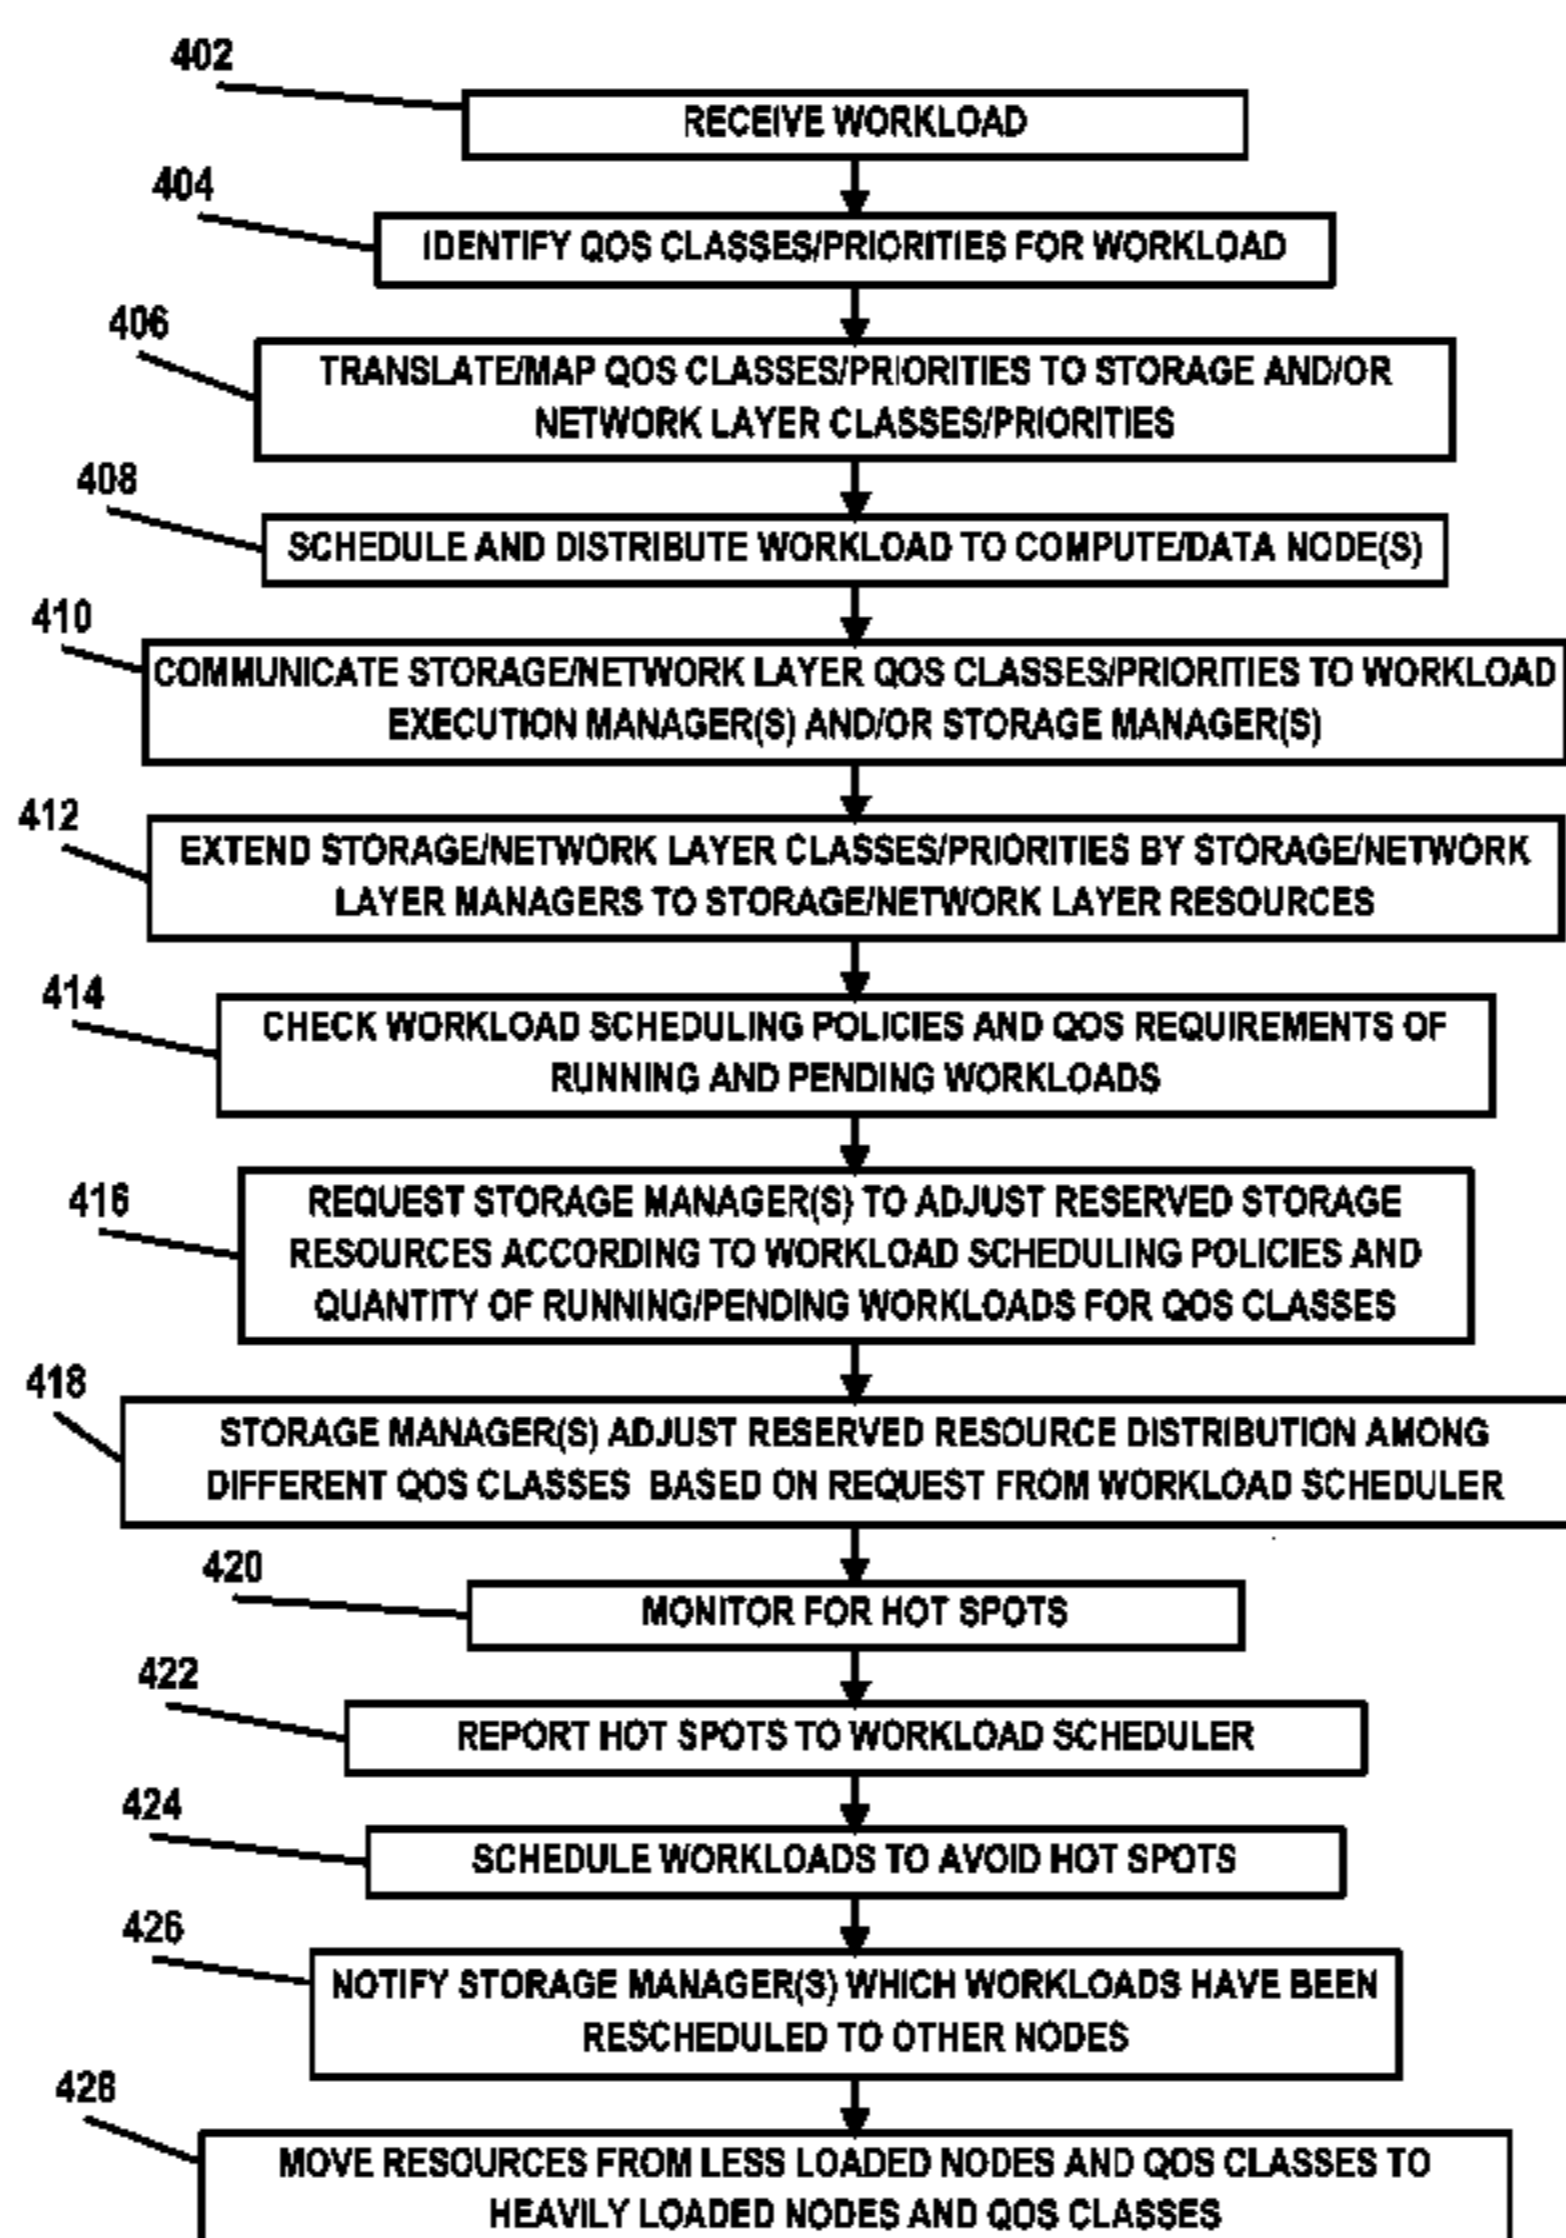 402
RECEIVE WORKLOAD
404
IDENTIFY QOS CLASSES/PRIORITIES FOR WORKLOAD
406
TRANSLATE/MAP QOS CLASSES/PRIORITIES TO STORAGE AND/OR
NETWORK LAYER CLASSES/PRIORITIES
408
SCHEDULE AND DISTRIBUTE WORKLOAD TO COMPUTE/DATA NODE(S)
410
COMMUNICATE STORAGE/NETWORK LAYER QOS CLASSES/PRIORITIES TO WORKLOAD
EXECUTION MANAGER(S) AND/OR STORAGE MANAGER(S)
412
EXTEND STORAGE/NETWORK LAYER CLASSES/PRIORITIES BY STORAGE/NETWORK
LAYER MANAGERS TO STORAGE/NETWORK LAYER RESOURCES
414
CHECK WORKLOAD SCHEDULING POLICIES AND QOS REQUIREMENTS OF
RUNNING AND PENDING WORKLOADS
416
REQUEST STORAGE MANAGER(S) TO ADJUST RESERVED STORAGE
RESOURCES ACCORDING TO WORKLOAD SCHEDULING POLICIES AND
QUANTITY OF RUNNING/PENDING WORKLOADS FOR QOS CLASSES
418
STORAGE MANAGER(S) ADJUST RESERVED RESOURCE DISTRIBUTION AMONG
DIFFERENT QOS CLASSES BASED ON REQUEST FROM WORKLOAD SCHEDULER
420
MONITOR FOR HOT SPOTS
422
REPORT HOT SPOTS TO WORKLOAD SCHEDULER
424
SCHEDULE WORKLOADS TO AVOID HOT SPOTS
426
NOTIFY STORAGE MANAGER(S) WHICH WORKLOADS HAVE BEEN
RESCHEDULED TO OTHER NODES
428
MOVE RESOURCES FROM LESS LOADED NODES AND QOS CLASSES TO
HEAVILY LOADED NODES AND QOS CLASSES